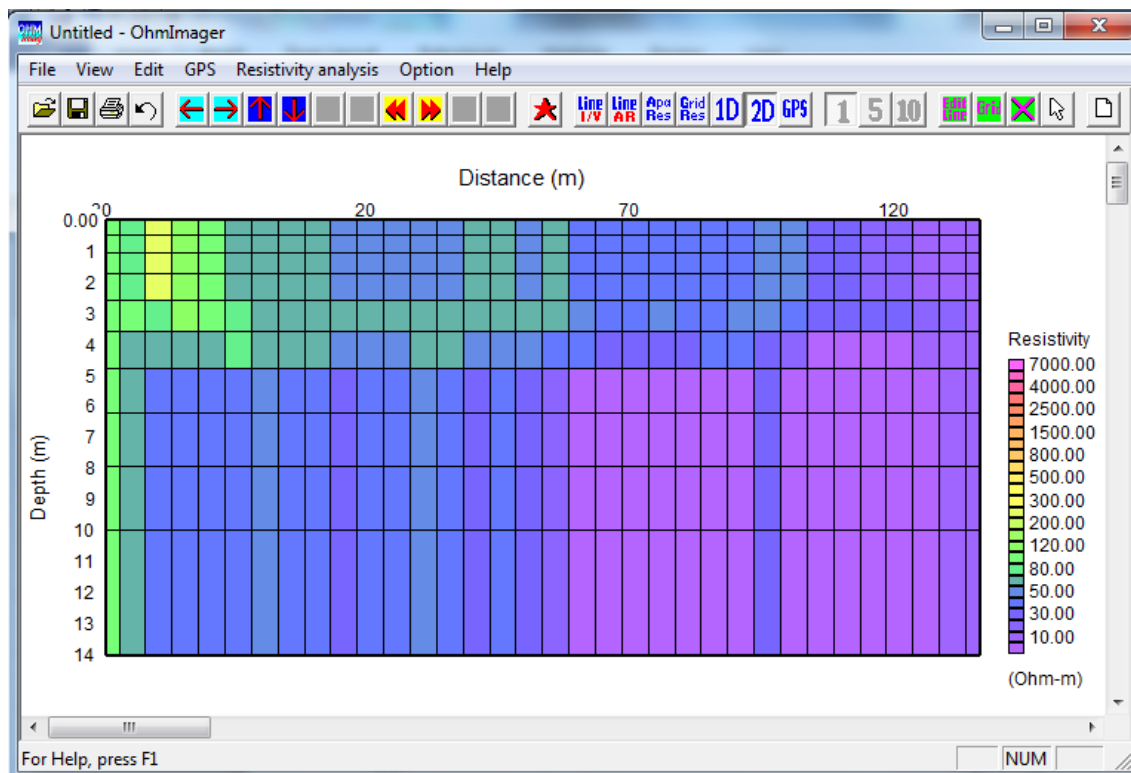 Untitled - OhmImager
File View Edit GPS Resistivity analysis Option Help
Line I/V Line AR Apa Res Grid Res 1D 2D GPS 1 5 10 Edit Line Grid
Distance (m)
20 70 120
0.00
1
2
3
4
5
6
7
8
9
10
11
12
13
14
Depth (m)
Resistivity
7000.00
4000.00
2500.00
1500.00
800.00
500.00
300.00
200.00
120.00
80.00
50.00
30.00
10.00
(Ohm-m)
For Help, press F1
NUM